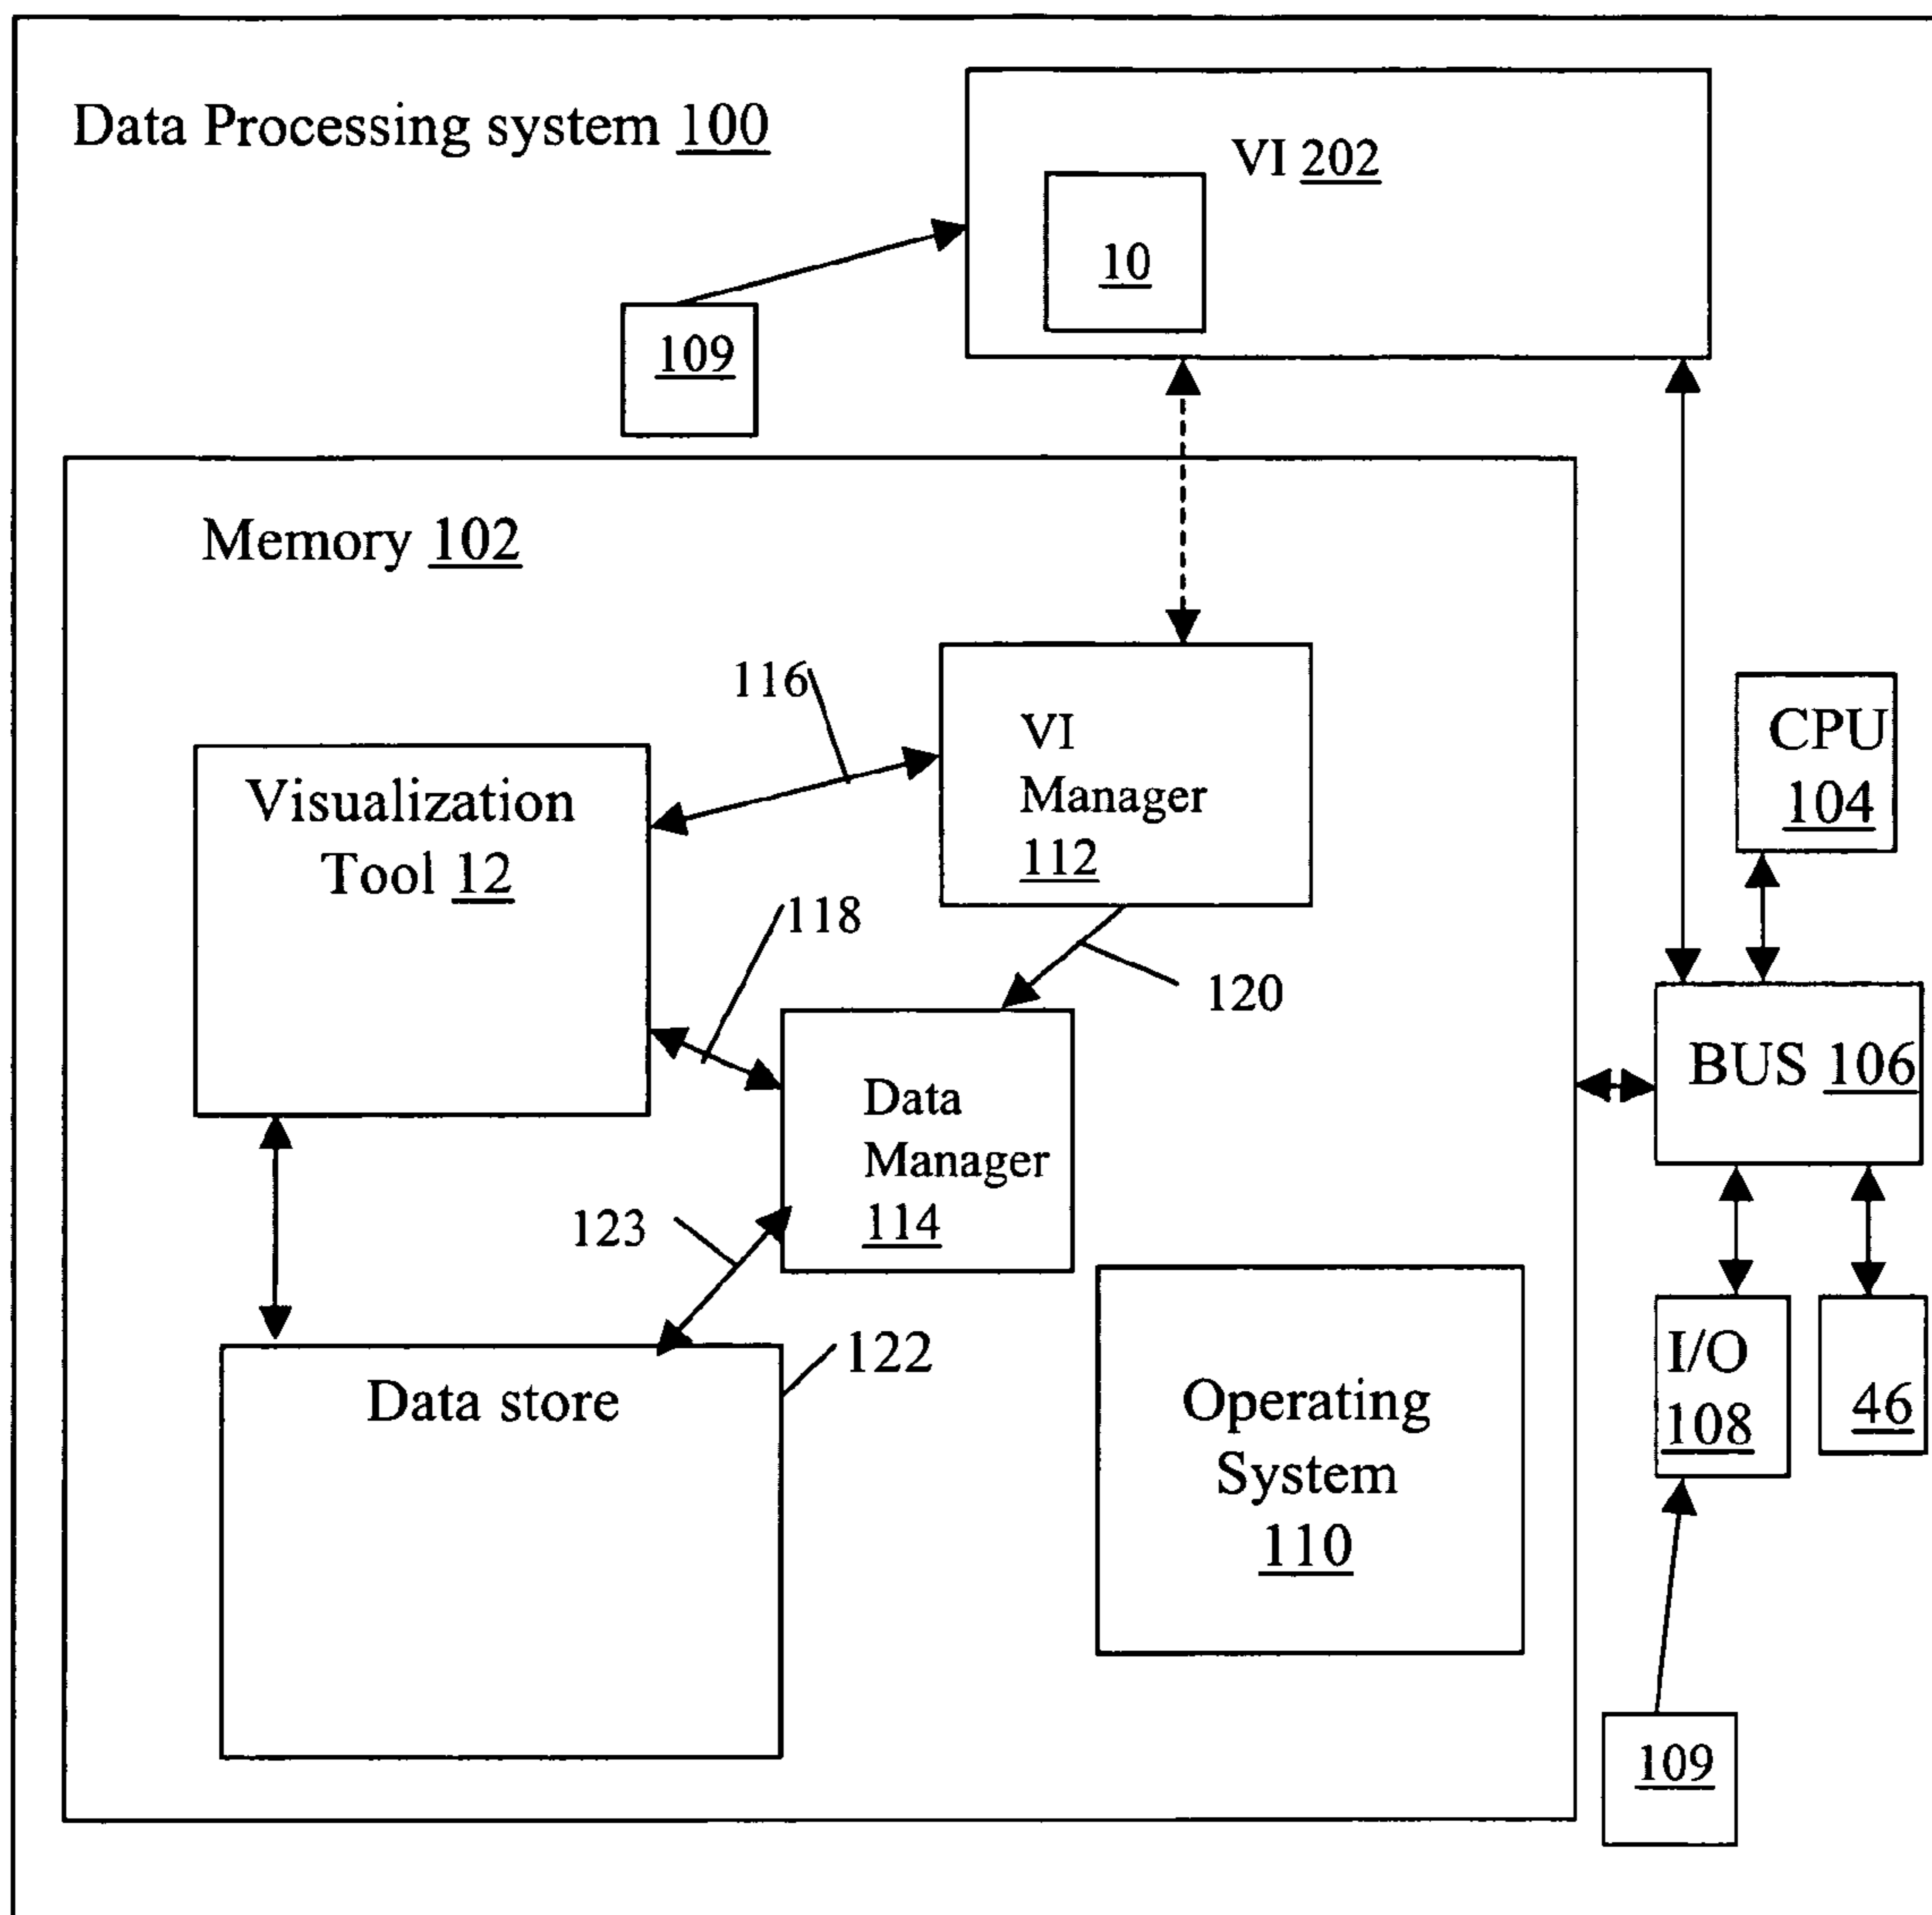 Data Processing system 100
VI 202
10
109
Memory 102
116
VI
Manager
112
CPU
104
Visualization
Tool 12
118
120
BUS 106
Data
Manager
114
123
122
Data store
Operating
System
110
I/O
108
46
109